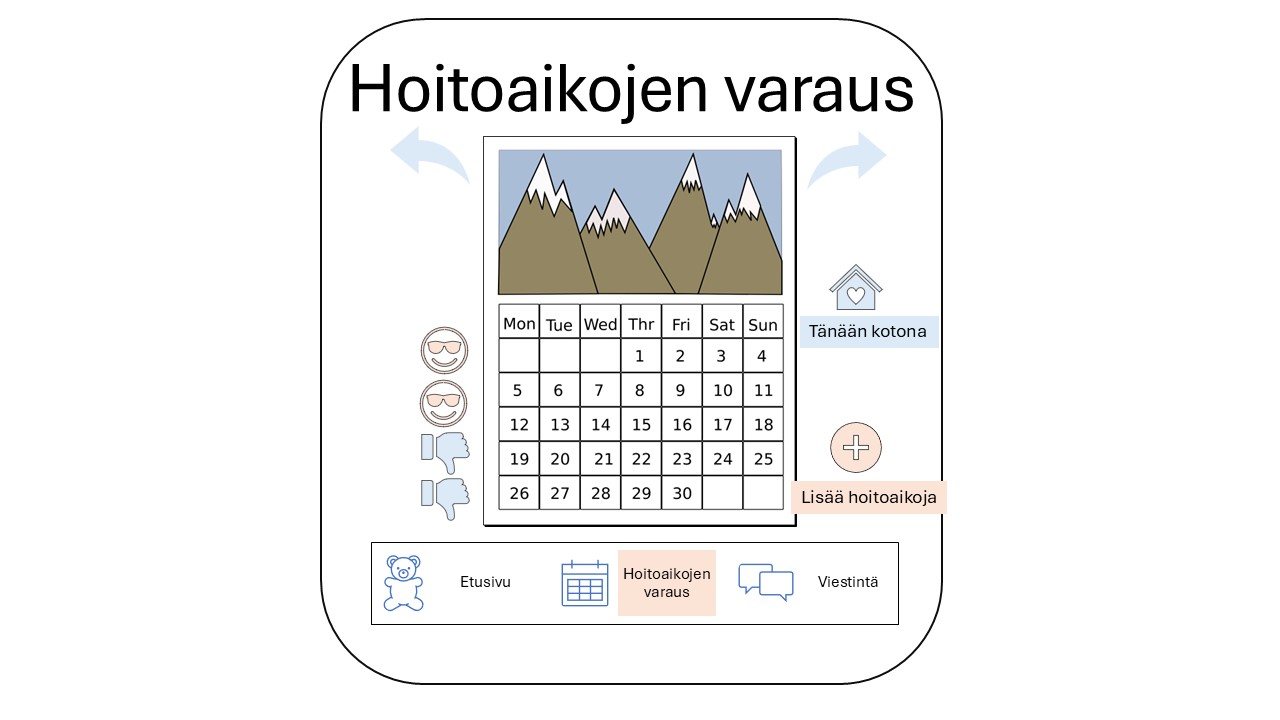 Hoitoaikojen varaus
Mon Tue Wed Thr Fri Sat Sun
1 2 3 4
5 6 7 8 9 10 11
12 13 14 15 16 17 18
19 20 21 22 23 24 25
26 27 28 29 30
Tänään kotona
Lisää hoitoaikoja
Etusivu
Hoitoaikojen
varaus
Viestintä